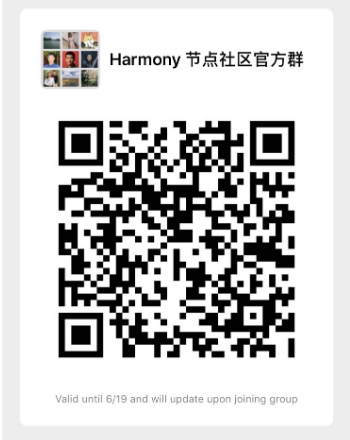 Harmony 节点社区官方群
Valid until 6/19 and will update upon joining group